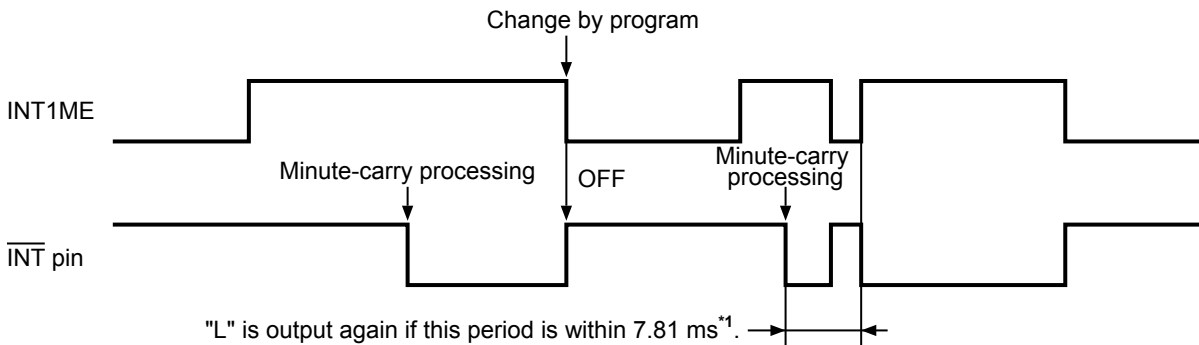 Change by program
INT1ME
Minute-carry processing
OFF
Minute-carry
processing
INT pin
"L" is output again if this period is within 7.81 ms*1.